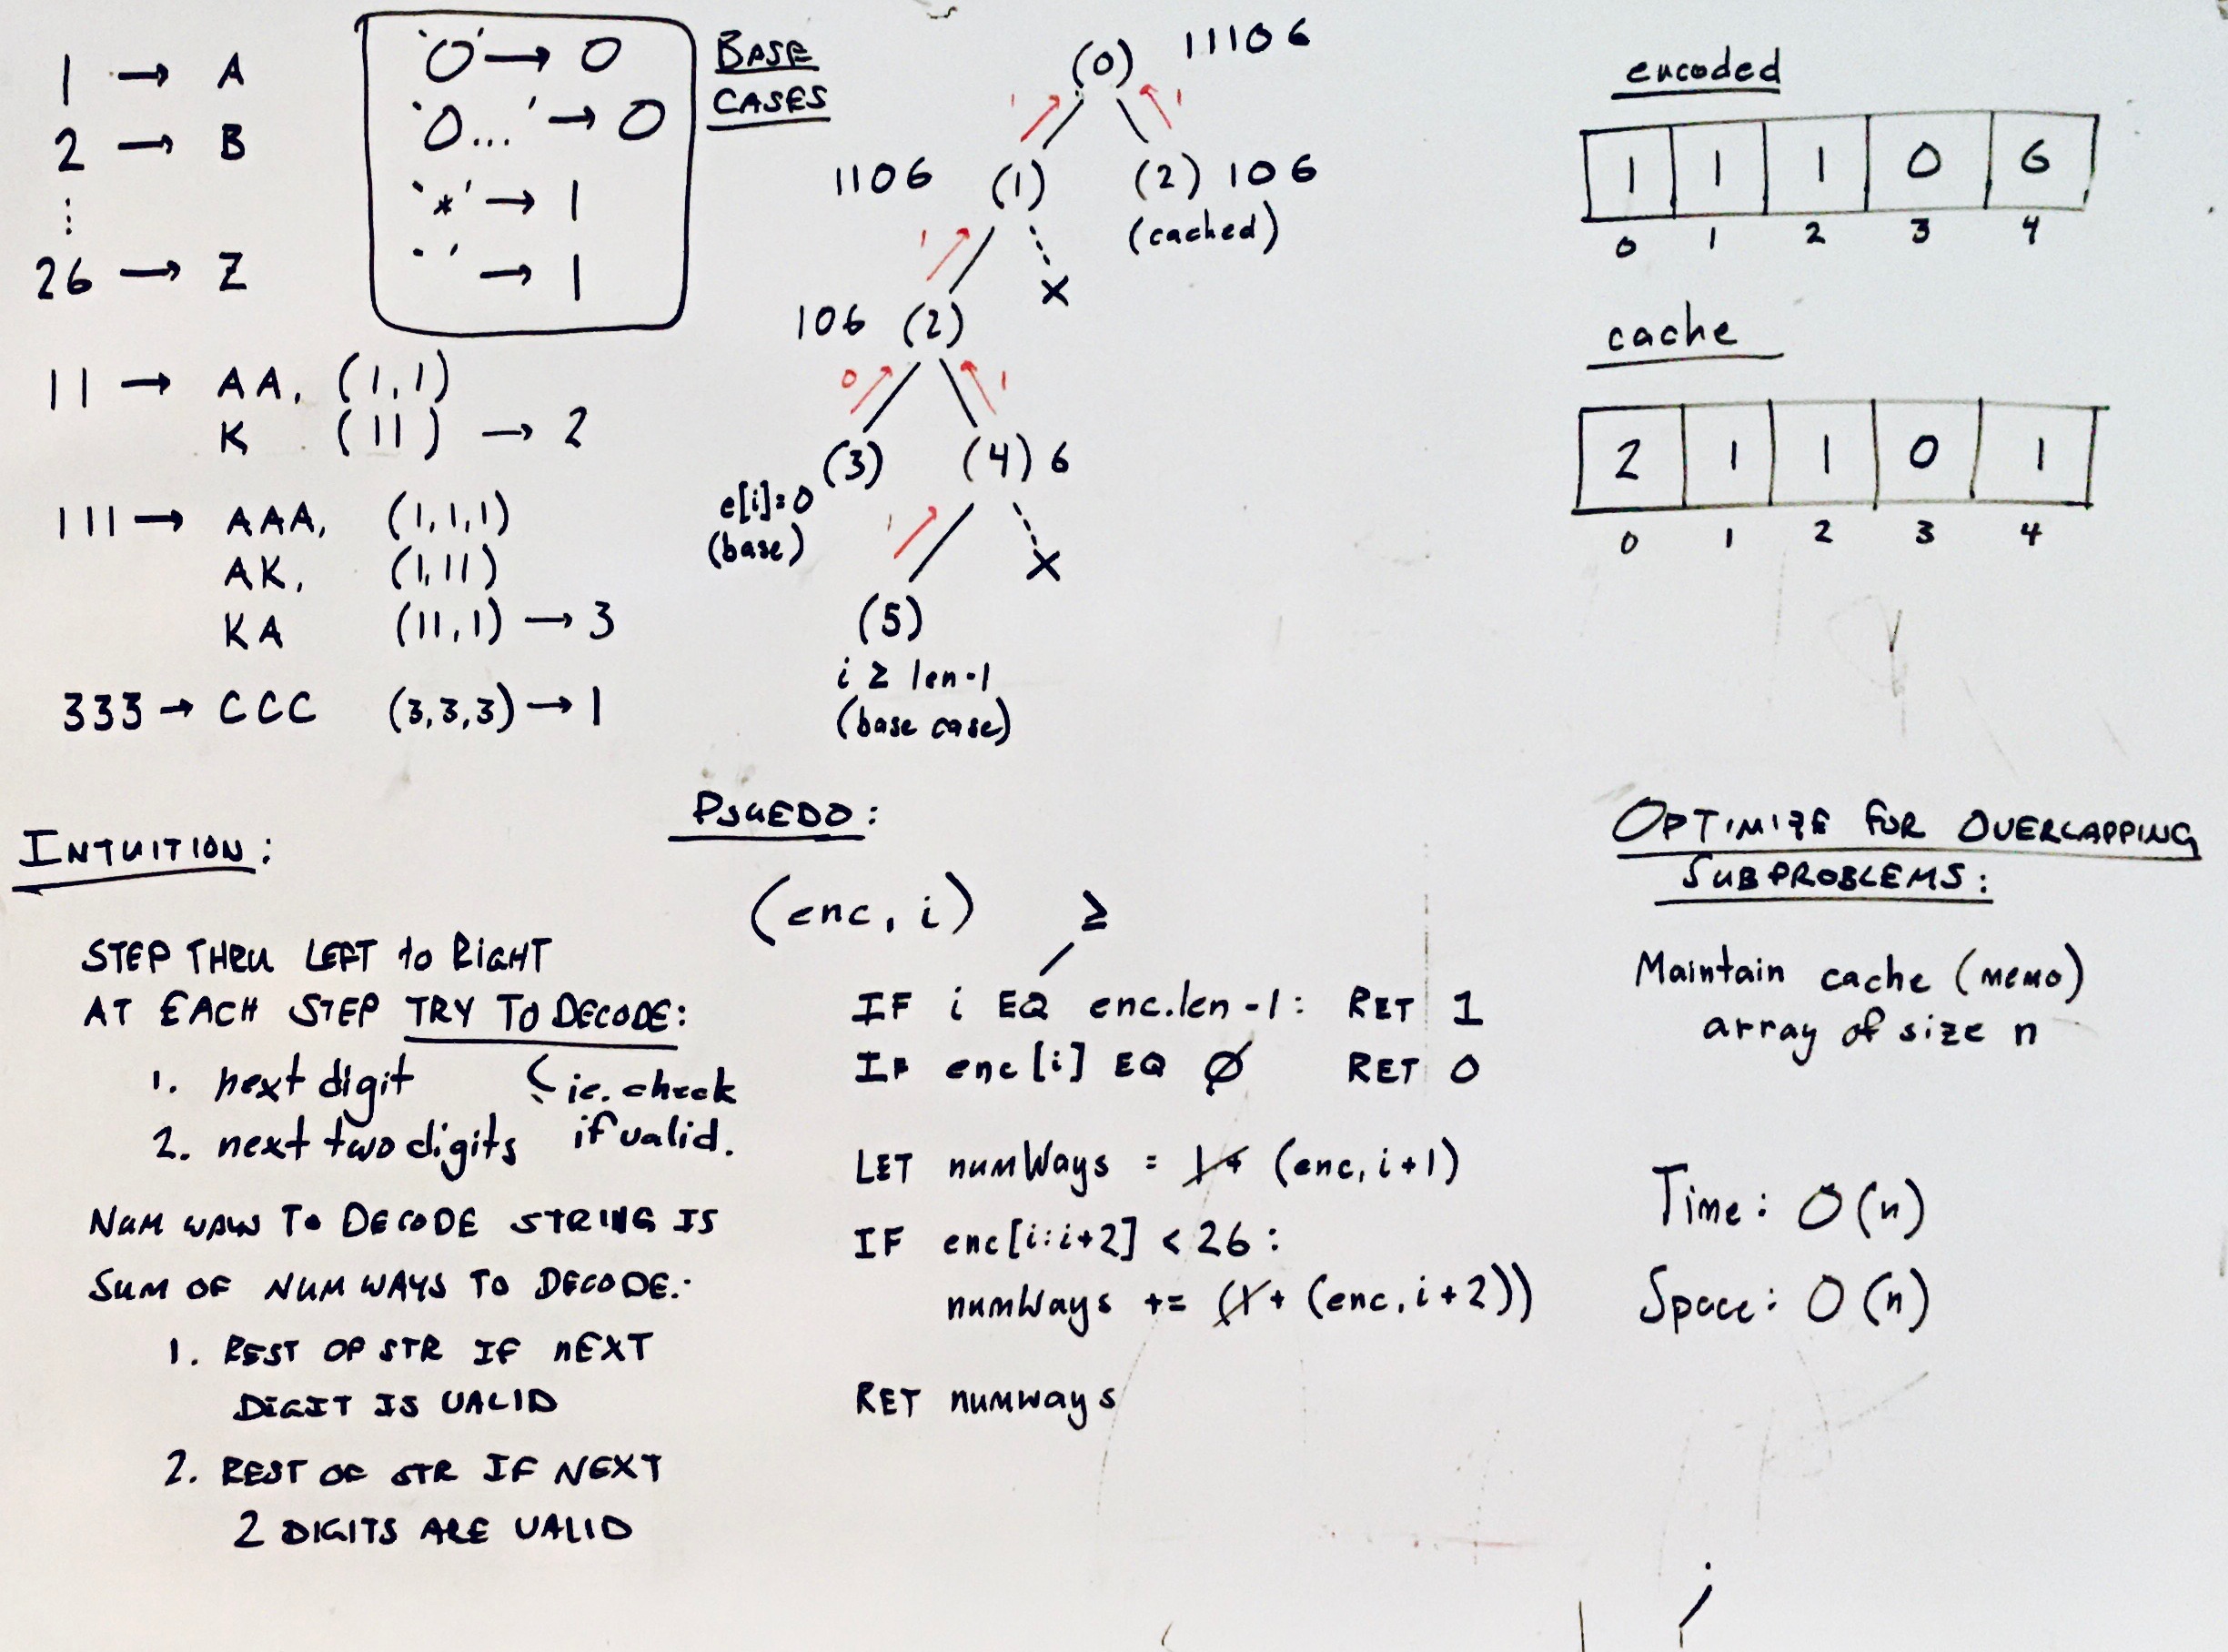 1 → A
2 → B
⋮
26 → Z
'0' → 0
'0...' → 0
'*' → 1
' ' → 1
BASE
CASES
11 → AA, (1,1)
K (11) → 2
111 → AAA, (1,1,1)
AK, (1,11)
KA (11,1) → 3
333 → CCC (3,3,3) → 1
(0) 11106
1 1
1106 (1) (2) 106
(cached)
1
X
106 (2)
0 1
(3) (4) 6
e[i]=0
(base)
1
X
(5)
i ≥ len-1
(base case)
encoded
1 1 1 0 6
0 1 2 3 4
cache
2 1 1 0 1
0 1 2 3 4
INTUITION:
STEP THRU LEFT to RIGHT
AT EACH STEP TRY TO DECODE:
1. next digit (ie. check
2. next two digits if valid.
NUM WAYS TO DECODE STRING IS
SUM OF NUM WAYS TO DECODE:
1. REST OF STR IF NEXT
DIGIT IS VALID
2. REST OF STR IF NEXT
2 DIGITS ARE VALID
PSUEDO:
(enc, i) ≥
IF i EQ enc.len -1: RET 1
IF enc[i] EQ Ø RET 0
LET numWays = 1+ (enc, i+1)
IF enc[i:i+2] < 26:
numWays += (1+ (enc, i+2))
RET numways
OPTIMIZE FOR OVERLAPPING
SUBPROBLEMS:
Maintain cache (MEMO)
array of size n
Time: O(n)
Space: O(n)